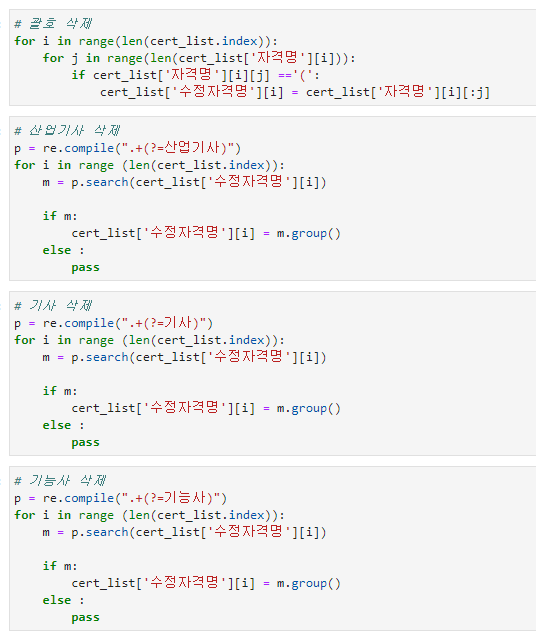 # 괄호 삭제
for i in range(len(cert_list.index)):
    for j in range(len(cert_list['자격명'][i])):
        if cert_list['자격명'][i][j] =='(':
            cert_list['수정자격명'][i] = cert_list['자격명'][i][:j]
# 산업기사 삭제
p = re.compile(".+(?=산업기사)")
for i in range (len(cert_list.index)):
    m = p.search(cert_list['수정자격명'][i])
    if m:
        cert_list['수정자격명'][i] = m.group()
    else :
        pass
# 기사 삭제
p = re.compile(".+(?=기사)")
for i in range (len(cert_list.index)):
    m = p.search(cert_list['수정자격명'][i])
    if m:
        cert_list['수정자격명'][i] = m.group()
    else :
        pass
# 기능사 삭제
p = re.compile(".+(?=기능사)")
for i in range (len(cert_list.index)):
    m = p.search(cert_list['수정자격명'][i])
    if m:
        cert_list['수정자격명'][i] = m.group()
    else :
        pass